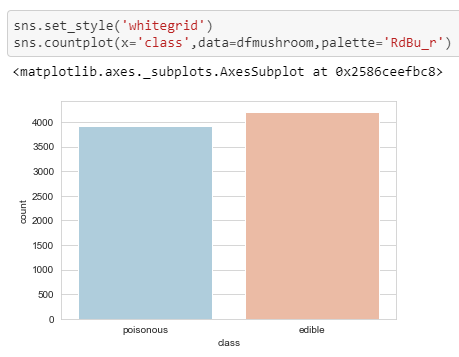 sns.set_style('whitegrid')
sns.countplot(x='class',data=dfmushroom,palette='RdBu_r')
<matplotlib.axes._subplots.AxesSubplot at 0x2586ceefbc8>
4000
3500
3000
2500
2000
1500
1000
500
0
count
poisonous edible
class